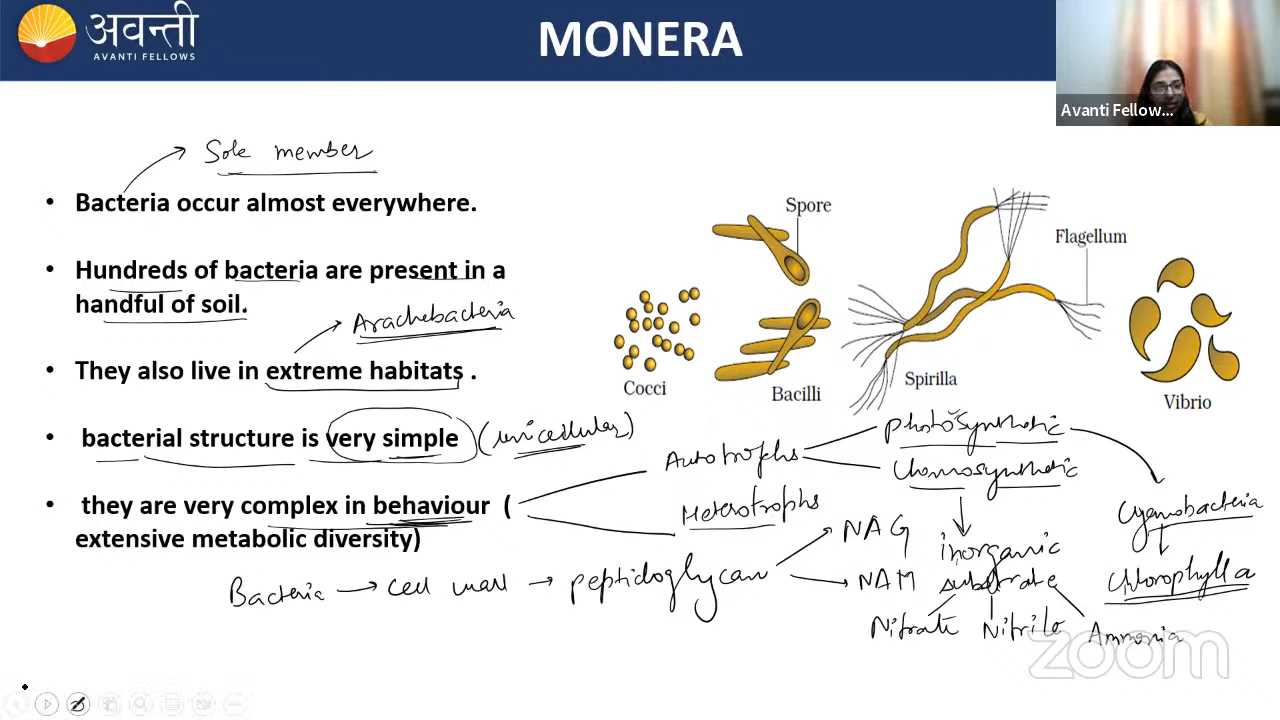 अवन्ती
AVANTI FELLOWS
MONERA
Avanti Fellow...
Sole member
• Bacteria occur almost everywhere.
• Hundreds of bacteria are present in a
handful of soil.
Arachebacteria
• They also live in extreme habitats .
• bacterial structure is very simple (unicellular)
• they are very complex in behaviour (
extensive metabolic diversity)
Spore
Flagellum
Cocci
Bacilli
Spirilla
Vibrio
Autotrophs
Photosynthetic
Chemosynthetic
Heterotrophs
Cyanobacteria
Chlorophyll a
inorganic
substrate
Nitrate Nitrite Ammonia
Bacteria → cell wall → peptidoglycan
NAG
NAM
zoom